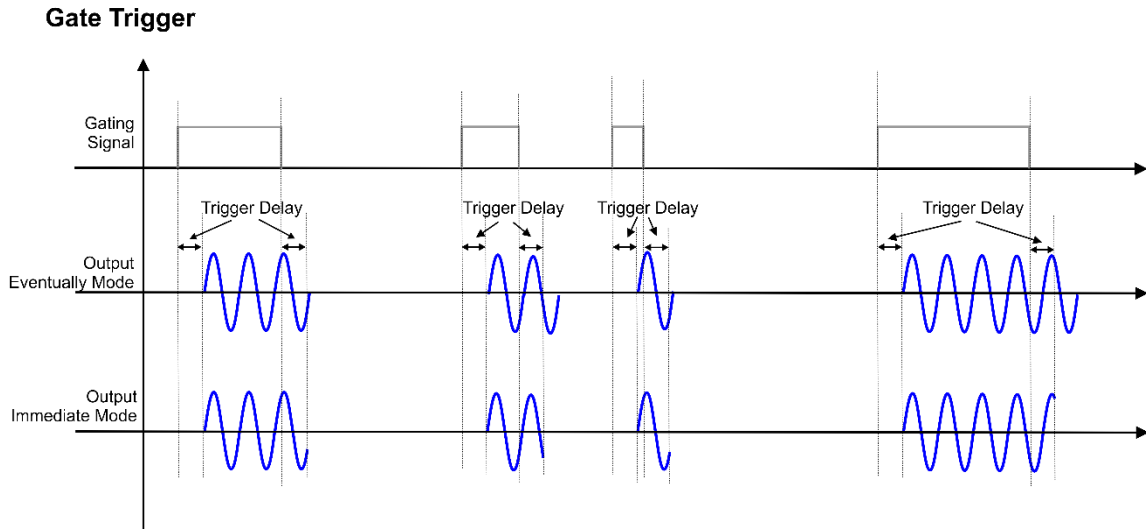 Gate Trigger
Gating
Signal
Trigger Delay
Trigger Delay
Trigger Delay
Trigger Delay
Output
Eventually Mode
Output
Immediate Mode